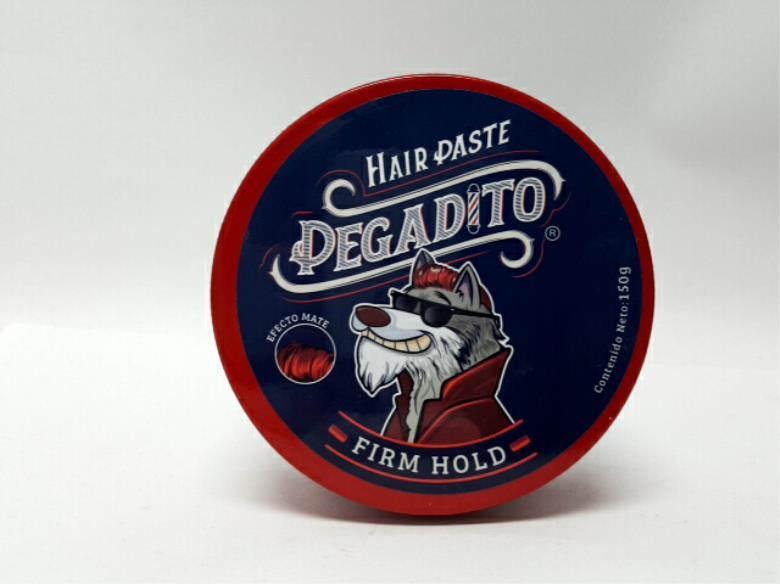 HAIR PASTE
PEGADITO
®
EFECTO MATE
Contenido Neto:150g
FIRM HOLD